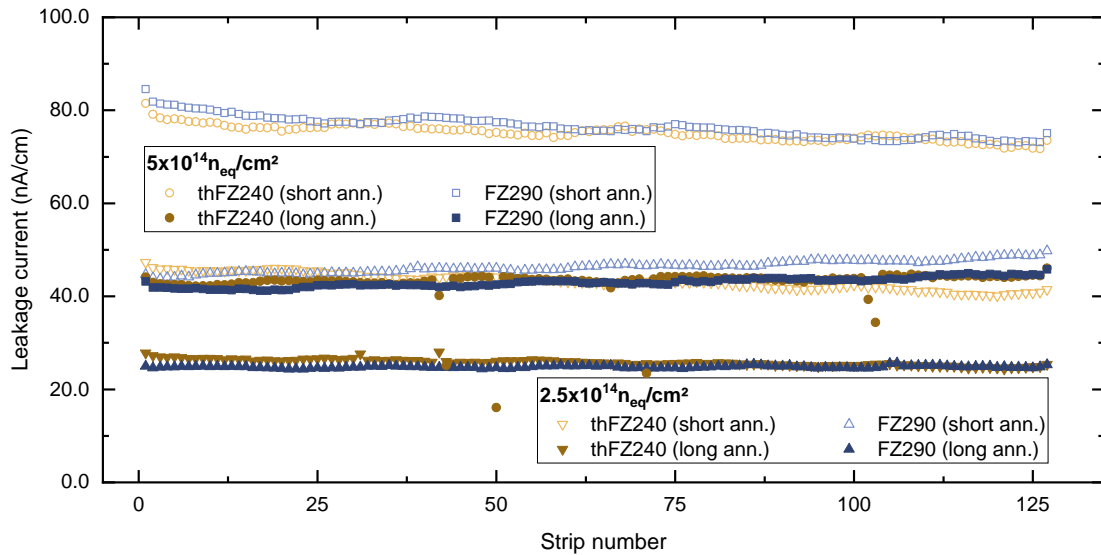 100.0
80.0
60.0
40.0
20.0
0.0
Leakage current (nA/cm)
5x10¹⁴nₑq/cm²
thFZ240 (short ann.) FZ290 (short ann.)
thFZ240 (long ann.) FZ290 (long ann.)
2.5x10¹⁴nₑq/cm²
thFZ240 (short ann.) FZ290 (short ann.)
thFZ240 (long ann.) FZ290 (long ann.)
0 25 50 75 100 125
Strip number